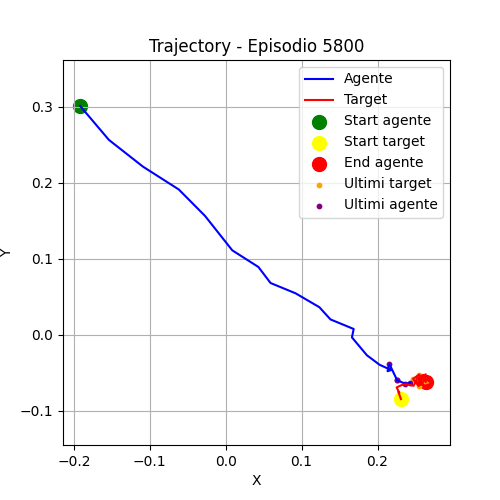 Trajectory - Episodio 5800
Agente
Target
Start agente
Start target
End agente
Ultimi target
Ultimi agente
0.3
0.2
0.1
0.0
−0.1
Y
−0.2
−0.1
0.0
0.1
0.2
X